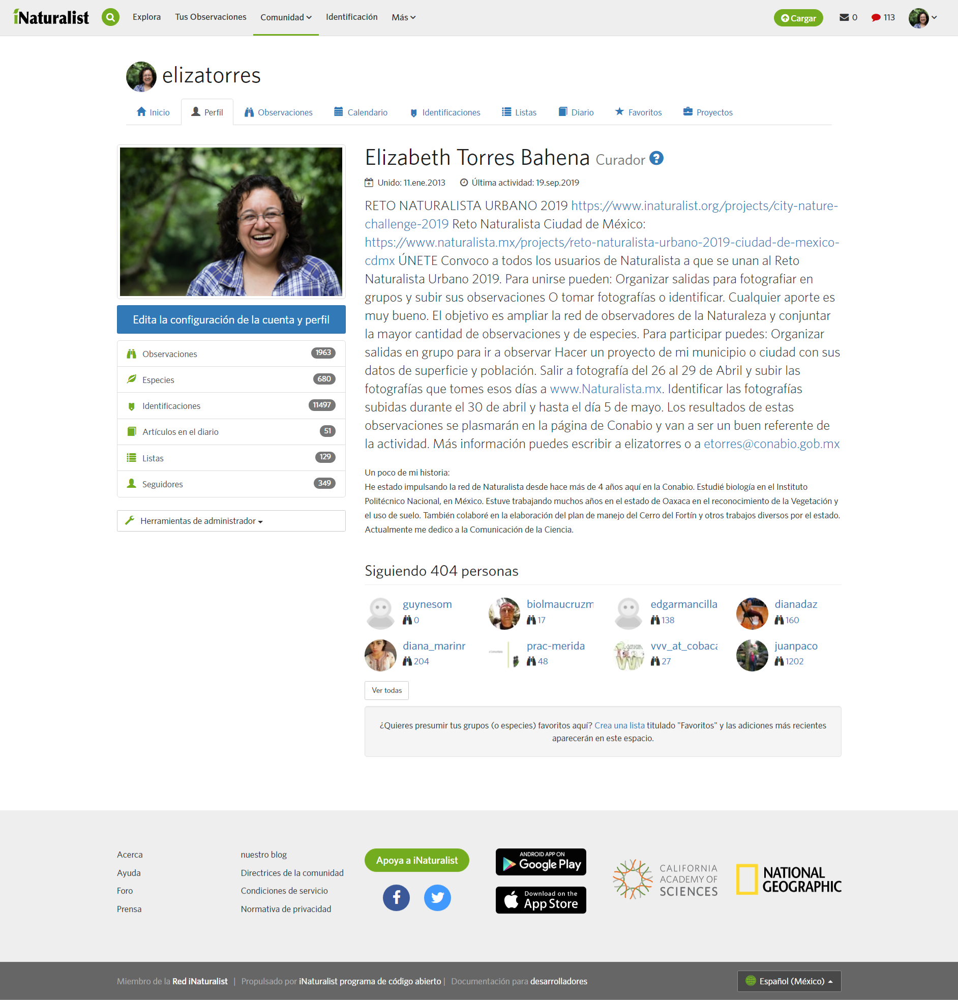 iNaturalist
Explora
Tus Observaciones
Comunidad
Identificación
Más
Cargar
0
113
elizatorres
Inicio
Perfil
Observaciones
Calendario
Identificaciones
Listas
Diario
Favoritos
Proyectos
Edita la configuración de la cuenta y perfil
Observaciones 1963
Especies 680
Identificaciones 11497
Artículos en el diario 51
Listas 129
Seguidores 349
Herramientas de administrador
Elizabeth Torres Bahena Curador ?
Unido: 11.ene.2013 Última actividad: 19.sep.2019
RETO NATURALISTA URBANO 2019 https://www.inaturalist.org/projects/city-nature-
challenge-2019 Reto Naturalista Ciudad de México:
https://www.naturalista.mx/projects/reto-naturalista-urbano-2019-ciudad-de-mexico-
cdmx ÚNETE Convoco a todos los usuarios de Naturalista a que se unan al Reto
Naturalista Urbano 2019. Para unirse pueden: Organizar salidas para fotografiar en
grupos y subir sus observaciones O tomar fotografías o identificar. Cualquier aporte es
muy bueno. El objetivo es ampliar la red de observadores de la Naturaleza y conjuntar
la mayor cantidad de observaciones y de especies. Para participar puedes: Organizar
salidas en grupo para ir a observar Hacer un proyecto de mi municipio o ciudad con sus
datos de superficie y población. Salir a fotografía del 26 al 29 de Abril y subir las
fotografías que tomes esos días a www.Naturalista.mx. Identificar las fotografías
subidas durante el 30 de abril y hasta el día 5 de mayo. Los resultados de estas
observaciones se plasmarán en la página de Conabio y van a ser un buen referente de
la actividad. Más información puedes escribir a elizatorres o a etorres@conabio.gob.mx
Un poco de mi historia:
He estado impulsando la red de Naturalista desde hace más de 4 años aquí en la Conabio. Estudié biología en el Instituto
Politécnico Nacional, en México. Estuve trabajando muchos años en el estado de Oaxaca en el reconocimiento de la Vegetación y
el uso de suelo. También colaboré en la elaboración del plan de manejo del Cerro del Fortín y otros trabajos diversos por el estado.
Actualmente me dedico a la Comunicación de la Ciencia.
Siguiendo 404 personas
guynesom
0
biolmaucruzm
17
edgarmancilla
138
dianadaz
160
diana_marinr
204
prac-merida
48
vvv_at_cobaca
27
juanpaco
1202
Ver todas
¿Quieres presumir tus grupos (o especies) favoritos aquí? Crea una lista titulado "Favoritos" y las adiciones más recientes
aparecerán en este espacio.
Acerca
Ayuda
Foro
Prensa
nuestro blog
Directrices de la comunidad
Condiciones de servicio
Normativa de privacidad
Apoya a iNaturalist
ANDROID APP ON
Google Play
Download on the
App Store
CALIFORNIA
ACADEMY OF
SCIENCES
NATIONAL
GEOGRAPHIC
Miembro de la Red iNaturalist | Propulsado por iNaturalist programa de código abierto | Documentación para desarrolladores
Español (México)